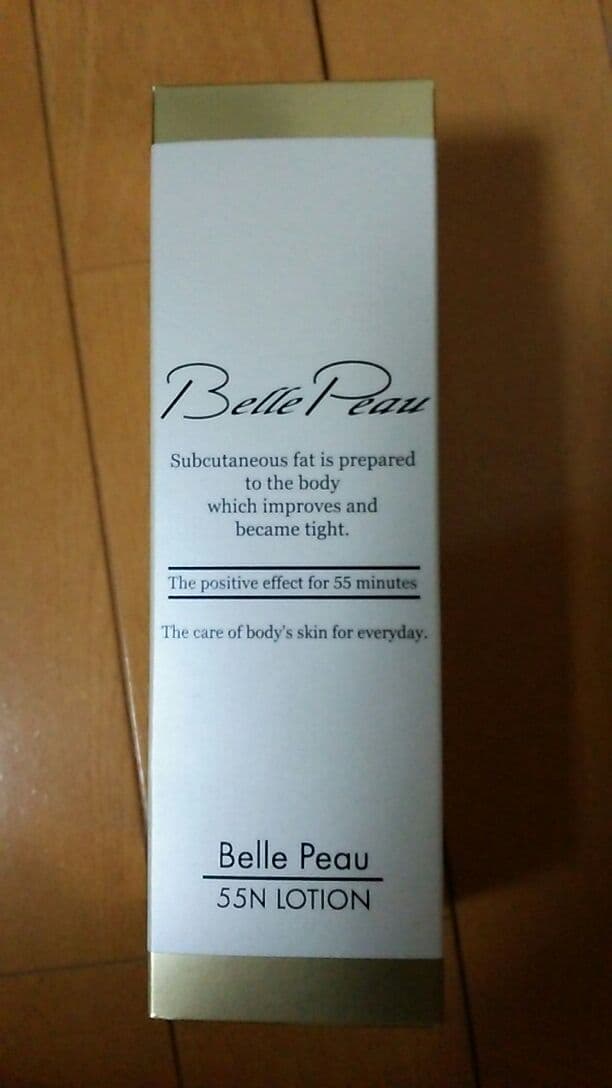 Belle Peau
Subcutaneous fat is prepared
to the body
which improves and
became tight.
The positive effect for 55 minutes
The care of body's skin for everyday.
Belle Peau
55N LOTION